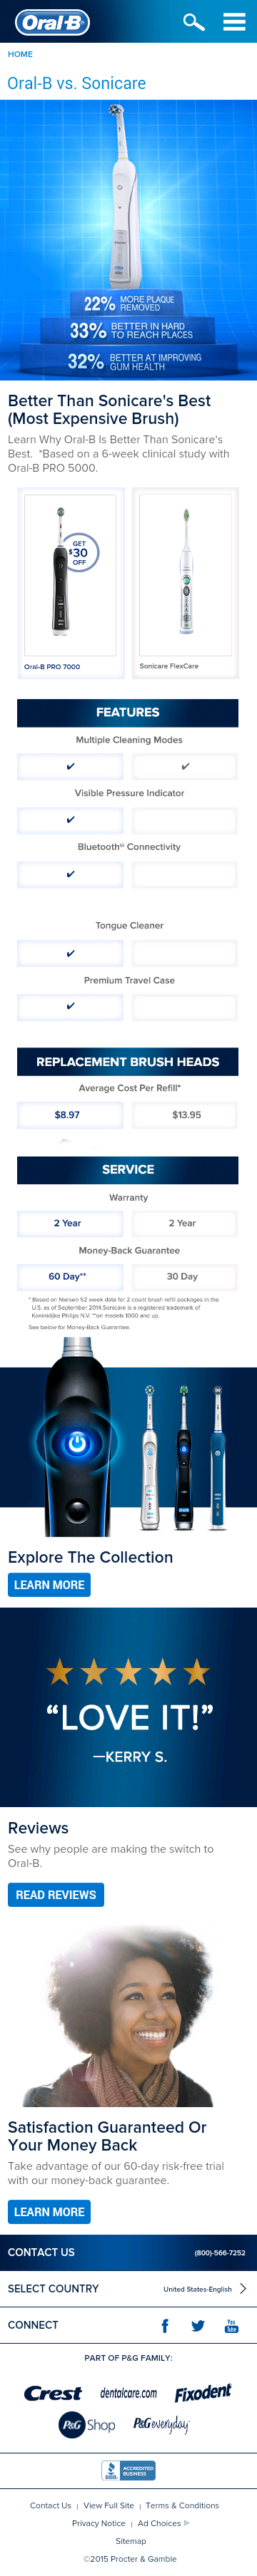 Oral-B
HOME
Oral-B vs. Sonicare
22% MORE PLAQUE
REMOVED
33% BETTER IN HARD
TO REACH PLACES
32% BETTER AT IMPROVING
GUM HEALTH
Better Than Sonicare's Best
(Most Expensive Brush)
Learn Why Oral-B Is Better Than Sonicare's
Best. *Based on a 6-week clinical study with
Oral-B PRO 5000.
GET
$30
OFF
Oral-B PRO 7000
Sonicare FlexCare
FEATURES
Multiple Cleaning Modes
✔ ✔
Visible Pressure Indicator
✔
Bluetooth® Connectivity
✔
Tongue Cleaner
✔
Premium Travel Case
✔
REPLACEMENT BRUSH HEADS
Average Cost Per Refill*
$8.97 $13.95
SERVICE
Warranty
2 Year 2 Year
Money-Back Guarantee
60 Day** 30 Day
* Based on Nielsen 52 week data for 2 count brush refill packages in the
U.S. as of September 2014.Sonicare is a registered trademark of
Koninklijke Philips N.V. **on models 1000 and up.
See below for Money-Back Guarantee.
Explore The Collection
LEARN MORE
“LOVE IT!”
—KERRY S.
Reviews
See why people are making the switch to
Oral-B.
READ REVIEWS
Satisfaction Guaranteed Or
Your Money Back
Take advantage of our 60-day risk-free trial
with our money-back guarantee.
LEARN MORE
CONTACT US (800)-566-7252
SELECT COUNTRY United States-English
CONNECT You Tube
PART OF P&G FAMILY:
Crest dentalcare.com Fixodent
P&G Shop P&G everyday
BBB ACCREDITED
BUSINESS
Contact Us | View Full Site | Terms & Conditions
Privacy Notice | Ad Choices
Sitemap
©2015 Procter & Gamble